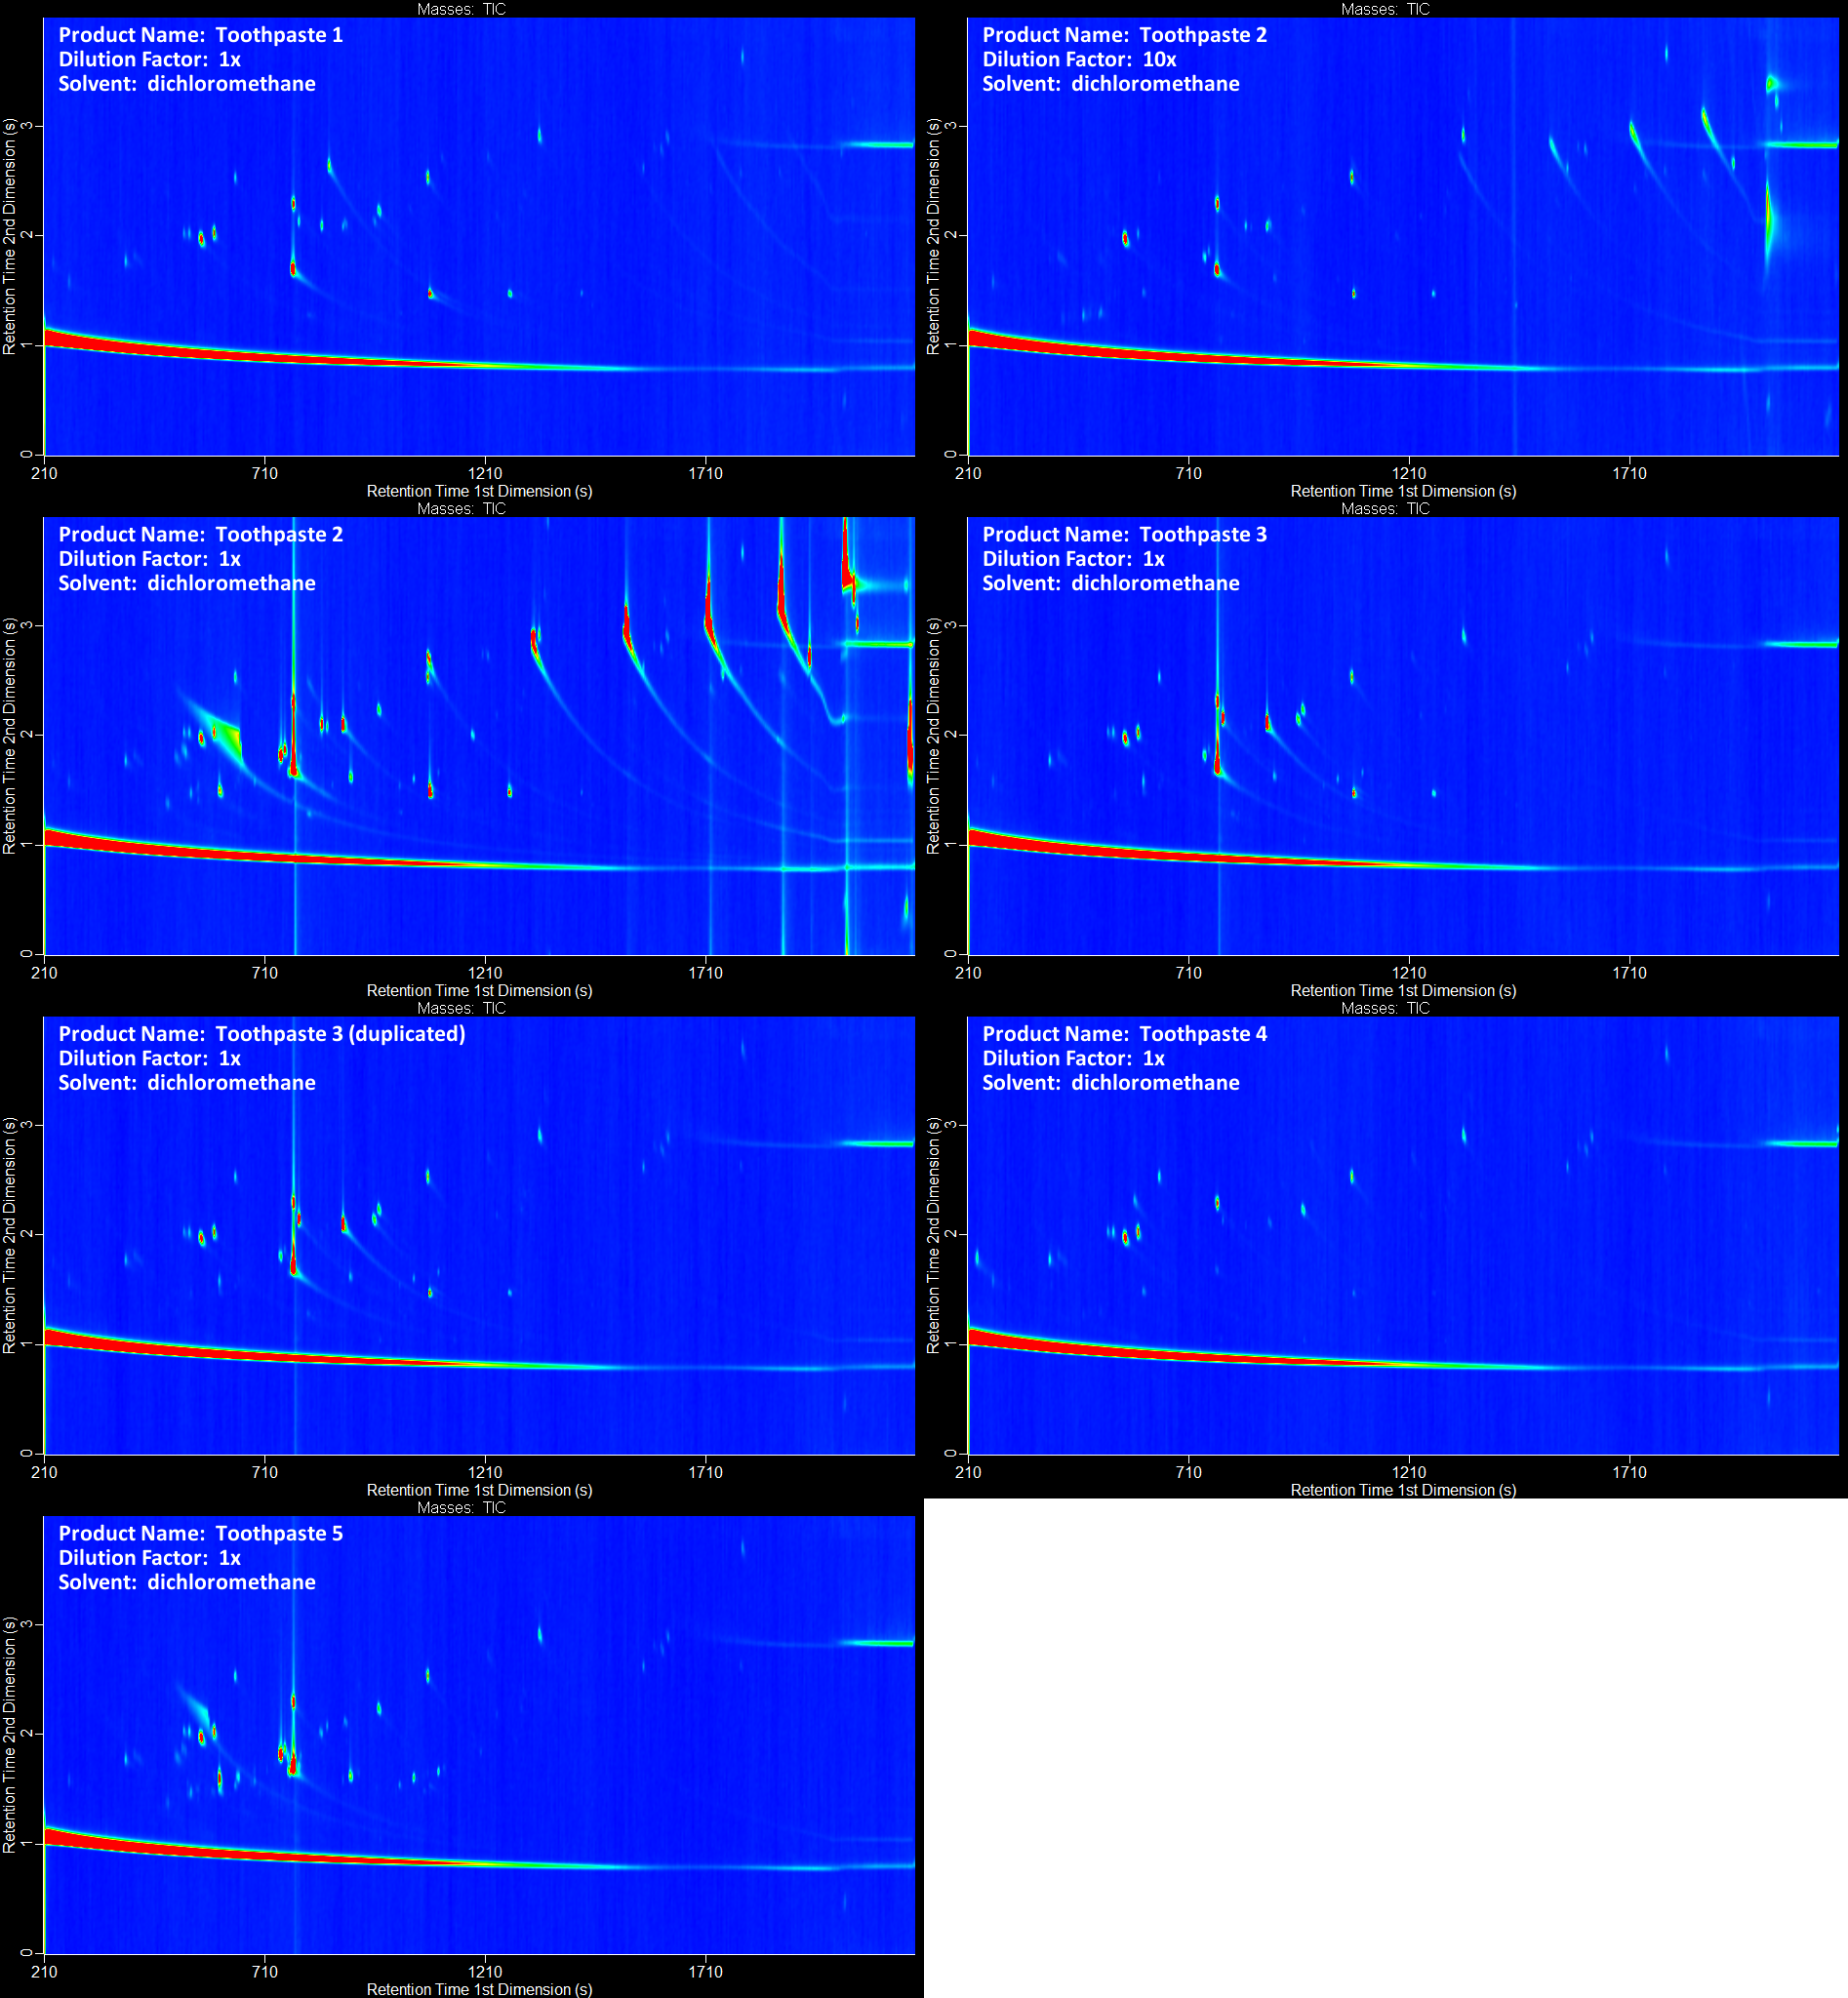 Masses: TIC
Product Name: Toothpaste 1
Dilution Factor: 1x
Solvent: dichloromethane
Retention Time 2nd Dimension (s)
3
2
1
0
210 710 1210 1710
Retention Time 1st Dimension (s)
Masses: TIC
Product Name: Toothpaste 2
Dilution Factor: 10x
Solvent: dichloromethane
Retention Time 2nd Dimension (s)
3
2
1
0
210 710 1210 1710
Retention Time 1st Dimension (s)
Masses: TIC
Product Name: Toothpaste 2
Dilution Factor: 1x
Solvent: dichloromethane
Retention Time 2nd Dimension (s)
3
2
1
0
210 710 1210 1710
Retention Time 1st Dimension (s)
Masses: TIC
Product Name: Toothpaste 3
Dilution Factor: 1x
Solvent: dichloromethane
Retention Time 2nd Dimension (s)
3
2
1
0
210 710 1210 1710
Retention Time 1st Dimension (s)
Masses: TIC
Product Name: Toothpaste 3 (duplicated)
Dilution Factor: 1x
Solvent: dichloromethane
Retention Time 2nd Dimension (s)
3
2
1
0
210 710 1210 1710
Retention Time 1st Dimension (s)
Masses: TIC
Product Name: Toothpaste 4
Dilution Factor: 1x
Solvent: dichloromethane
Retention Time 2nd Dimension (s)
3
2
1
0
210 710 1210 1710
Retention Time 1st Dimension (s)
Masses: TIC
Product Name: Toothpaste 5
Dilution Factor: 1x
Solvent: dichloromethane
Retention Time 2nd Dimension (s)
3
2
1
0
210 710 1210 1710
Retention Time 1st Dimension (s)